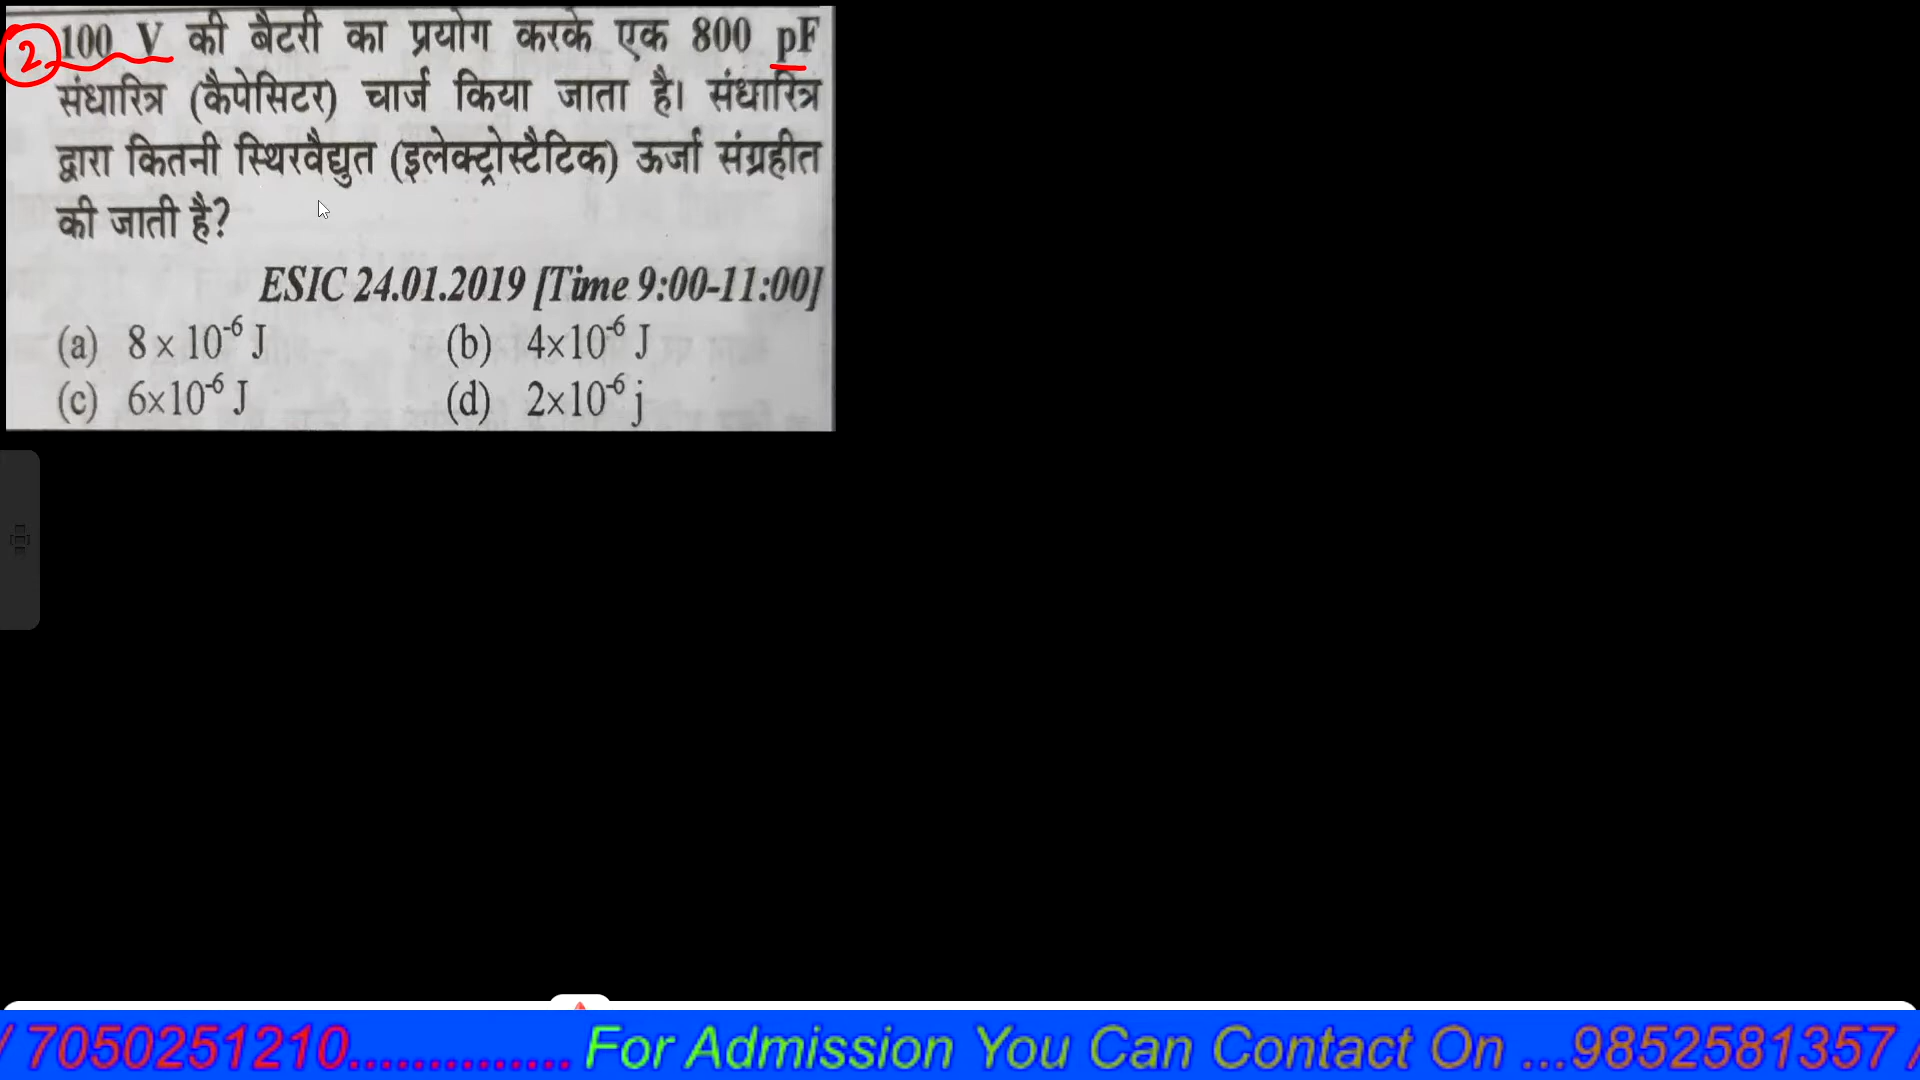 2 100 V की बैटरी का प्रयोग करके एक 800 pF
संधारित्र (कैपेसिटर) चार्ज किया जाता है। संधारित्र
द्वारा कितनी स्थिरवैद्युत (इलेक्ट्रोस्टैटिक) ऊर्जा संग्रहीत
की जाती है?
ESIC 24.01.2019 [Time 9:00-11:00]
(a) 8 × 10⁻⁶ J (b) 4×10⁻⁶ J
(c) 6×10⁻⁶ J (d) 2×10⁻⁶ j
/ 7050251210.............. For Admission You Can Contact On ...9852581357 /